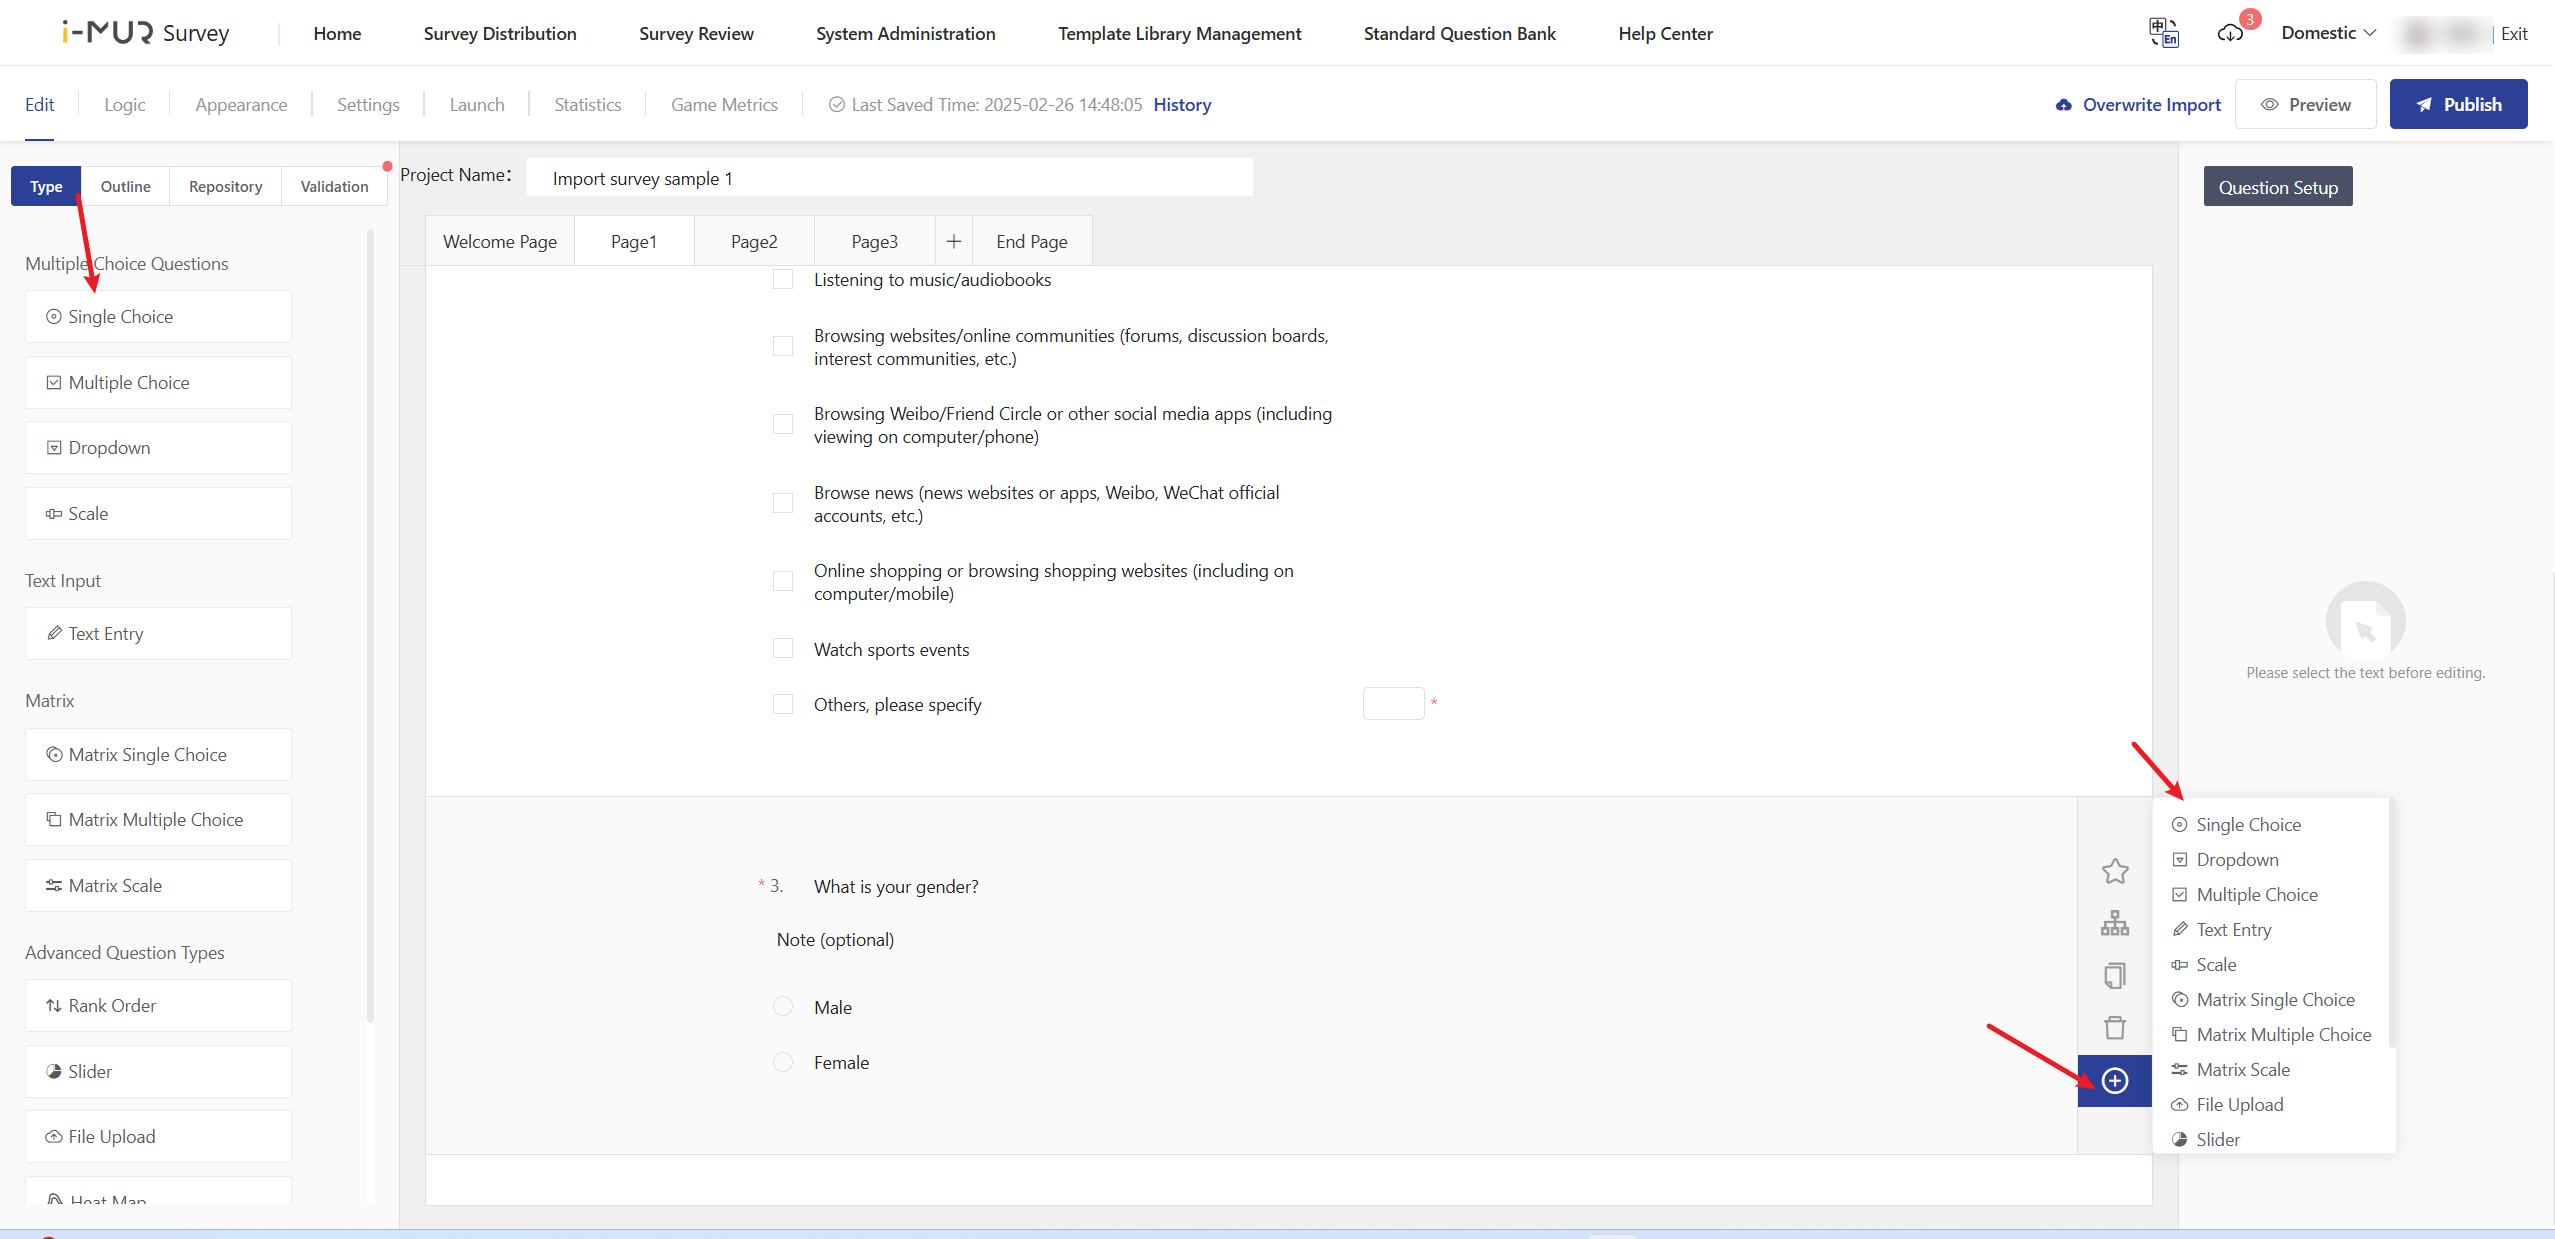 i-MUR Survey
Home
Survey Distribution
Survey Review
System Administration
Template Library Management
Standard Question Bank
Help Center
中
En
3
Domestic
Exit
Edit
Logic
Appearance
Settings
Launch
Statistics
Game Metrics
Last Saved Time: 2025-02-26 14:48:05
History
Overwrite Import
Preview
Publish
Type
Outline
Repository
Validation
Multiple Choice Questions
Single Choice
Multiple Choice
Dropdown
Scale
Text Input
Text Entry
Matrix
Matrix Single Choice
Matrix Multiple Choice
Matrix Scale
Advanced Question Types
Rank Order
Slider
File Upload
Heat Map
Project Name：
Import survey sample 1
Welcome Page
Page1
Page2
Page3
+
End Page
Listening to music/audiobooks
Browsing websites/online communities (forums, discussion boards,
interest communities, etc.)
Browsing Weibo/Friend Circle or other social media apps (including
viewing on computer/phone)
Browse news (news websites or apps, Weibo, WeChat official
accounts, etc.)
Online shopping or browsing shopping websites (including on
computer/mobile)
Watch sports events
Others, please specify
*
* 3. What is your gender?
Note (optional)
Male
Female
Question Setup
Please select the text before editing.
Single Choice
Dropdown
Multiple Choice
Text Entry
Scale
Matrix Single Choice
Matrix Multiple Choice
Matrix Scale
File Upload
Slider